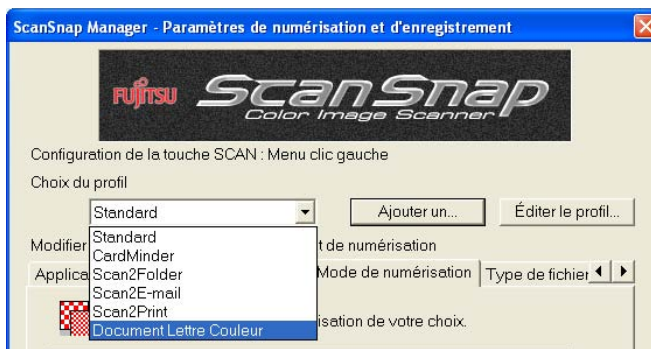 ScanSnap Manager - Paramètres de numérisation et d'enregistrement
FUJITSU ScanSnap
Color Image Scanner
Configuration de la touche SCAN : Menu clic gauche
Choix du profil
Standard
Ajouter un...
Éditer le profil...
Standard
Modifier t de numérisation
CardMinder
Applica Mode de numérisation Type de fichier
Scan2Folder
Scan2E-mail
Scan2Print
isation de votre choix.
Document Lettre Couleur